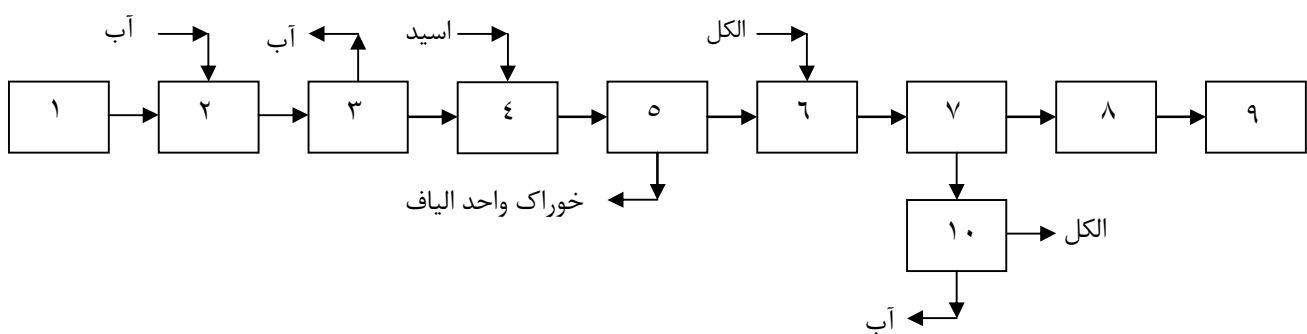 آب
آب
اسید
الکل
۱ ۲ ۳ ٤ ٥ ٦ ۷ ۸ ۹
خوراک واحد الیاف
۱۰
الکل
آب